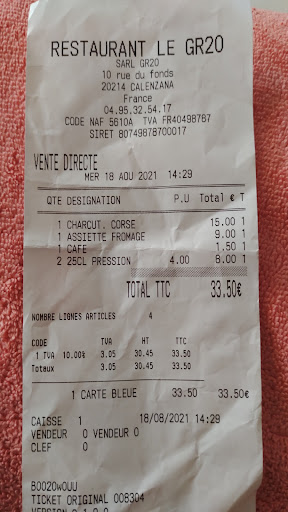 RESTAURANT LE GR20
SARL GR20
10 rue du fonds
20214 CALENZANA
France
04.95.32.54.17
CODE NAF 5610A TVA FR40498787
SIRET 80749878700017
VENTE DIRECTE
MER 18 AOU 2021 14:29
QTE DESIGNATION P.U Total € T
1 CHARCUT. CORSE 15.00 1
1 ASSIETTE FROMAGE 9.00 1
1 CAFE 1.50 1
2 25CL PRESSION 4.00 8.00 1
TOTAL TTC 33.50€
NOMBRE LIGNES ARTICLES 4
CODE TVA HT TTC
1 TVA 10.00% 3.05 30.45 33.50
Totaux 3.05 30.45 33.50
1 CARTE BLEUE 33.50 33.50€
CAISSE 1 18/08/2021 14:29
VENDEUR 0 VENDEUR 0
CLEF 0
B0020WOUU
TICKET ORIGINAL 008304